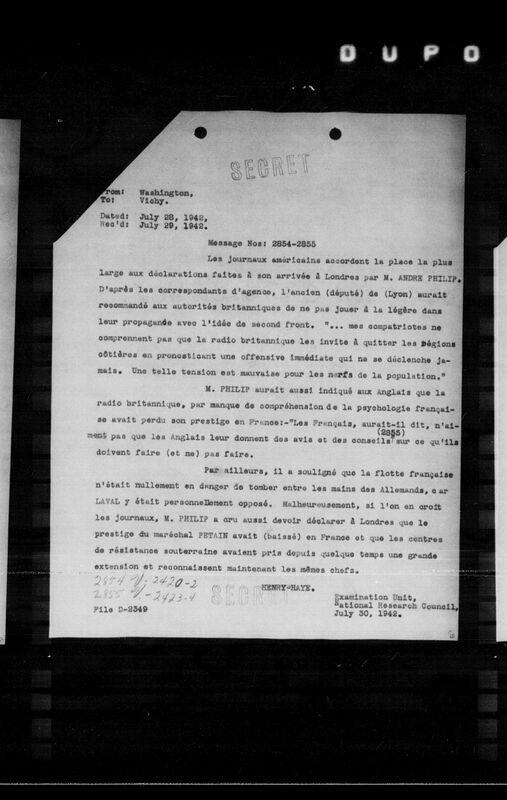 DUPO
SECRET
From: Washington,
To: Vichy.
Dated: July 28, 1942,
Rec'd: July 29, 1942.
Message Nos: 2854-2855
Les journaux américains accordent la place la plus
large aux déclarations faites à son arrivée à Londres par M. ANDRE PHILIP.
D'après les correspondants d'agence, l'ancien (député) de (Lyon) aurait
recommandé aux autorités britanniques de ne pas jouer à la légère dans
leur propagande avec l'idée de second front. "... mes compatriotes ne
comprennent pas que la radio britannique les invite à quitter les régions
côtières en pronostiquant une offensive immédiate qui ne se déclenche ja-
mais. Une telle tension est mauvaise pour les nerfs de la population."
M. PHILIP aurait aussi indiqué aux Anglais que la
radio britannique, par manque de compréhension de la psychologie françai-
se avait perdu son prestige en France:-"Les Français, aurait-il dit, n'ai-
(2855)
ment pas que les Anglais leur donnent des avis et des conseils sur ce qu'ils
doivent faire (et ne) pas faire.
Par ailleurs, il a souligné que la flotte française
n'était nullement en danger de tomber entre les mains des Allemands, car
LAVAL y était personnellement opposé. Malheureusement, si l'on en croit
les journaux, M. PHILIP a cru aussi devoir déclarer à Londres que le
prestige du maréchal PETAIN avait (baissé) en France et que les centres
de résistance souterraine avaient pris depuis quelque temps une grande
extension et reconnaissent maintenant les mêmes chefs.
2854 V-2420-2
HENRY-HAYE.
2855 V-2423-4
SECRET
Examination Unit,
File D-2349
National Research Council,
July 30, 1942.